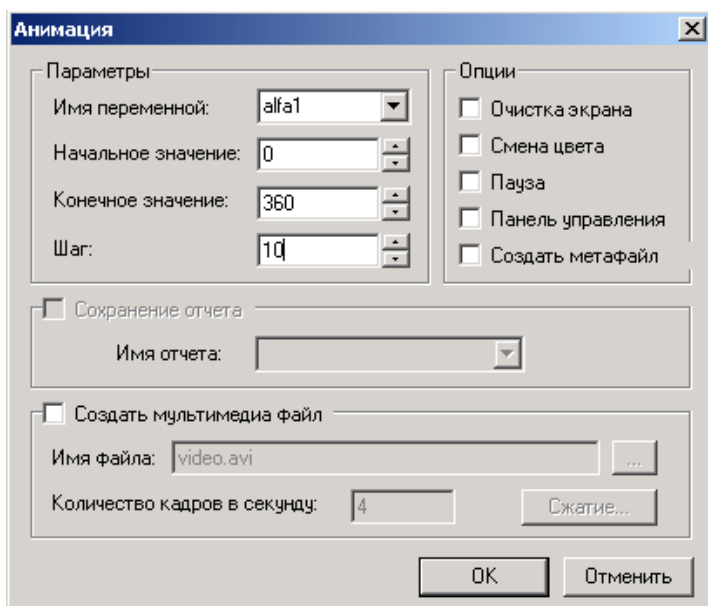 Анимация
Параметры
Имя переменной: alfa1
Начальное значение: 0
Конечное значение: 360
Шаг: 10
Опции
Очистка экрана
Смена цвета
Пауза
Панель управления
Создать метафайл
Сохранение отчета
Имя отчета:
Создать мультимедиа файл
Имя файла: video.avi ...
Количество кадров в секунду: 4 Сжатие...
OK Отменить